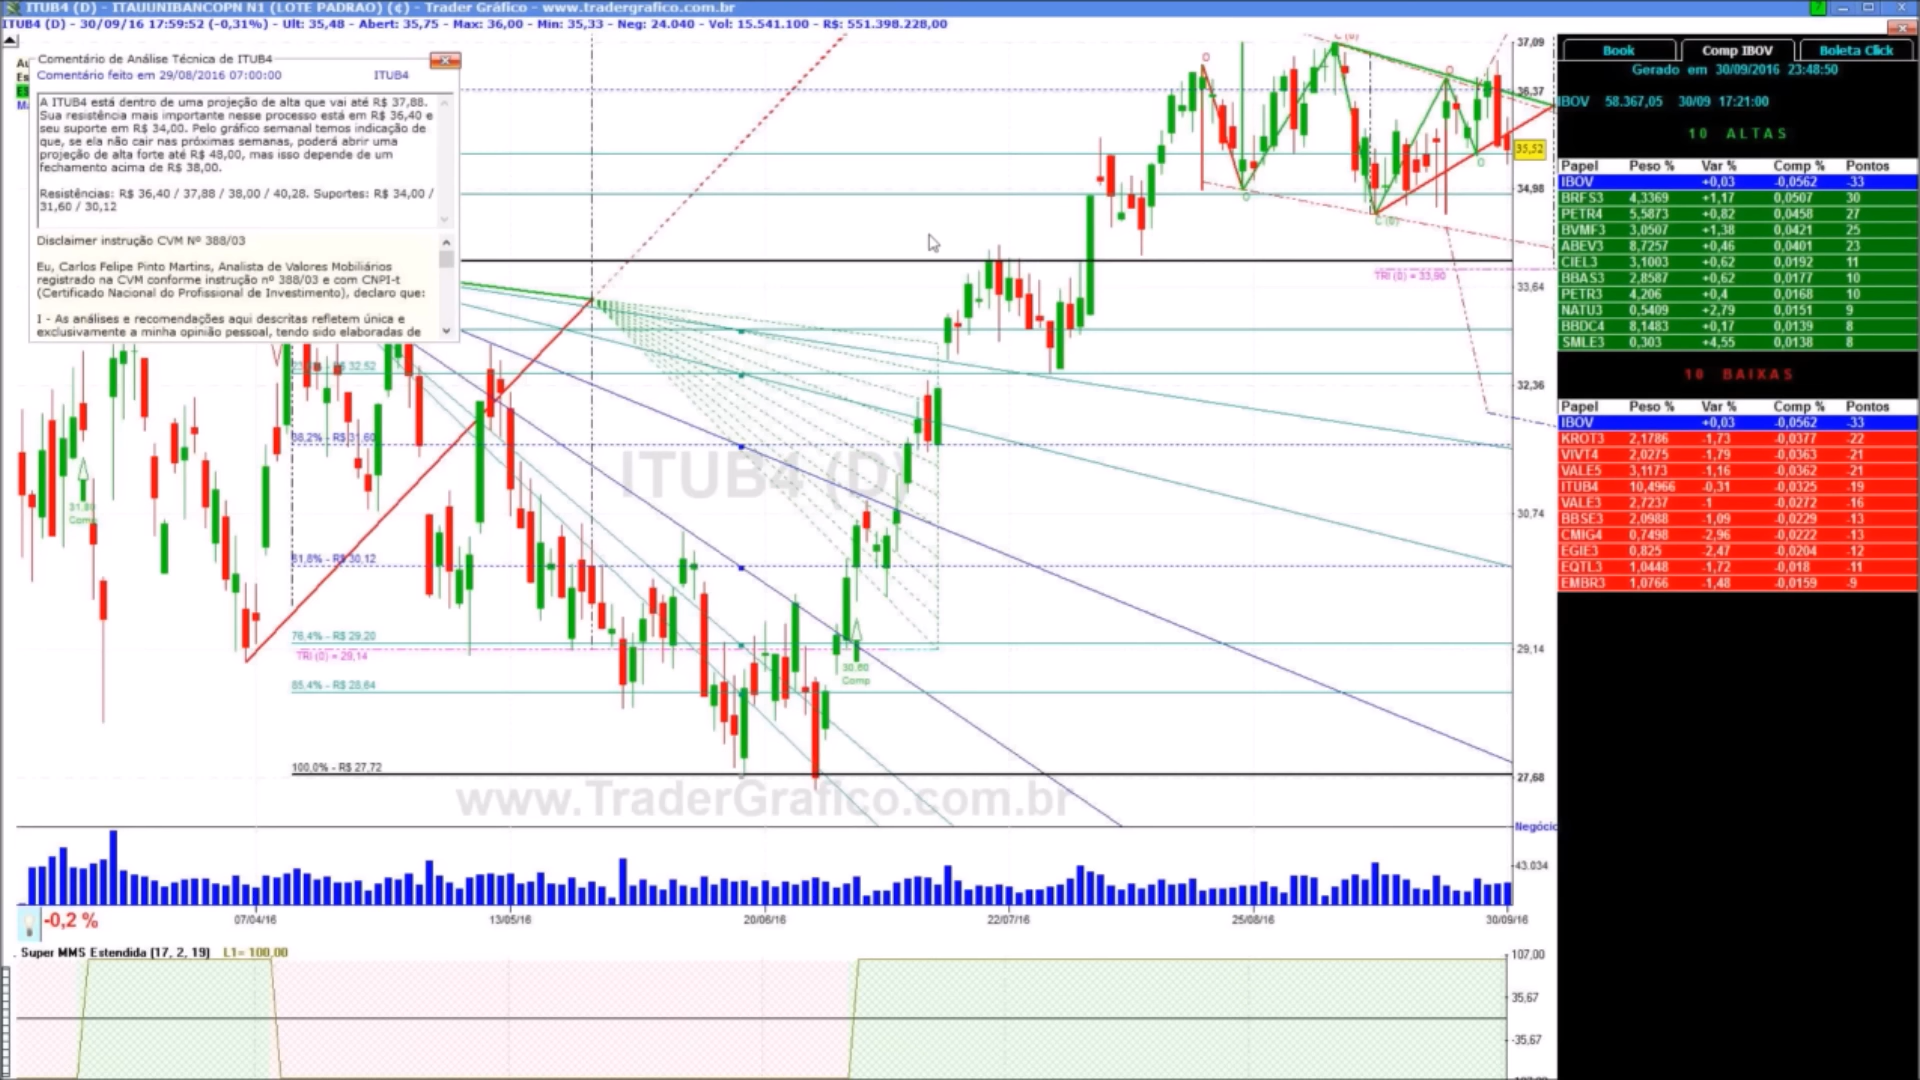 ITUB4 (D) - ITAUUNIBANCOPN N1 (LOTE PADRAO) (¢) - Trader Gráfico - www.tradergrafico.com.br
ITUB4 (D) - 30/09/16 17:59:52 (-0,31%) - Ult: 35,48 - Abert: 35,75 - Max: 36,00 - Min: 35,33 - Neg: 24.040 - Vol: 15.541.100 - R$: 551.398.228,00
Comentário de Análise Técnica de ITUB4
Comentário feito em 29/08/2016 07:00:00 ITUB4
A ITUB4 está dentro de uma projeção de alta que vai até R$ 37,88.
Sua resistência mais importante nesse processo está em R$ 36,40 e
seu suporte em R$ 34,00. Pelo gráfico semanal temos indicação de
que, se ela não cair nas próximas semanas, poderá abrir uma
projeção de alta forte até R$ 48,00, mas isso depende de um
fechamento acima de R$ 38,00.
Resistências: R$ 36,40 / 37,88 / 38,00 / 40,28. Suportes: R$ 34,00 /
31,60 / 30,12
Disclaimer instrução CVM Nº 388/03
Eu, Carlos Felipe Pinto Martins, Analista de Valores Mobiliários
registrado na CVM conforme instrução nº 388/03 e com CNPI-t
(Certificado Nacional do Profissional de Investimento), declaro que:
I - As análises e recomendações aqui descritas refletem única e
exclusivamente a minha opinião pessoal, tendo sido elaboradas de
R$ 32,52
38,2% - R$ 31,60
61,8% - R$ 30,12
76,4% - R$ 29,20
TRI (0) = 29,14
85,4% - R$ 28,64
100,0% - R$ 27,72
31,80
Comp
30,60
Comp
TRI (0) = 33,90
C (0)
C (0)
ITUB4 (D)
www.TraderGrafico.com.br
37,09
36,37
35,52
34,98
33,64
32,36
30,74
29,14
27,68
Negócio
43.034
-0,2 %
07/04/16 13/05/16 20/06/16 22/07/16 25/08/16 30/09/16
Super MMS Estendida [17, 2, 19] L1= 100,00
107,00
35,67
-35,67
Book Comp IBOV Boleta Click
Gerado em 30/09/2016 23:48:50
IBOV 58.367,05 30/09 17:21:00
10 ALTAS
Papel Peso % Var % Comp % Pontos
IBOV +0,03 -0,0562 -33
BRFS3 4,3369 +1,17 0,0507 30
PETR4 5,5873 +0,82 0,0458 27
BVMF3 3,0507 +1,38 0,0421 25
ABEV3 8,7257 +0,46 0,0401 23
CIEL3 3,1003 +0,62 0,0192 11
BBAS3 2,8587 +0,62 0,0177 10
PETR3 4,206 +0,4 0,0168 10
NATU3 0,5409 +2,79 0,0151 9
BBDC4 8,1483 +0,17 0,0139 8
SMLE3 0,303 +4,55 0,0138 8
10 BAIXAS
Papel Peso % Var % Comp % Pontos
IBOV +0,03 -0,0562 -33
KROT3 2,1786 -1,73 -0,0377 -22
VIVT4 2,0275 -1,79 -0,0363 -21
VALE5 3,1173 -1,16 -0,0362 -21
ITUB4 10,4966 -0,31 -0,0325 -19
VALE3 2,7237 -1 -0,0272 -16
BBSE3 2,0988 -1,09 -0,0229 -13
CMIG4 0,7498 -2,96 -0,0222 -13
EGIE3 0,825 -2,47 -0,0204 -12
EQTL3 1,0448 -1,72 -0,018 -11
EMBR3 1,0766 -1,48 -0,0159 -9